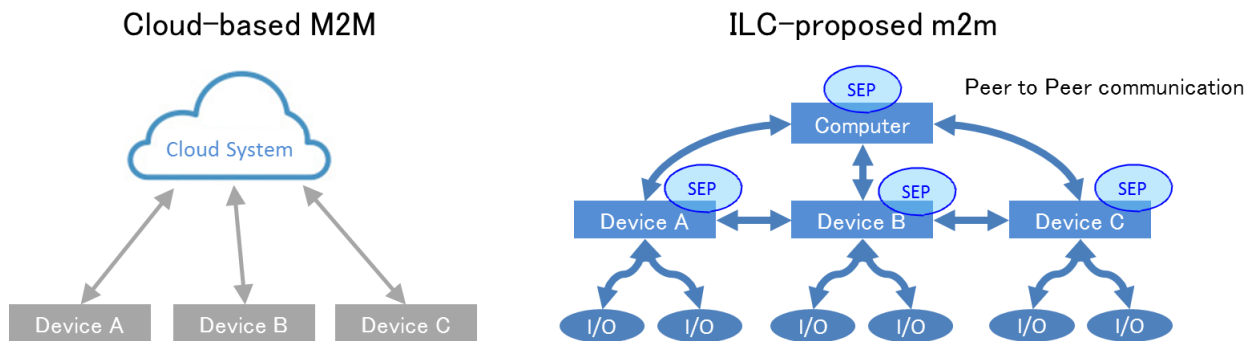 Cloud-based M2M
Cloud System
Device A
Device B
Device C
ILC-proposed m2m
Peer to Peer communication
SEP
Computer
SEP
SEP
SEP
Device A
Device B
Device C
I/O
I/O
I/O
I/O
I/O
I/O